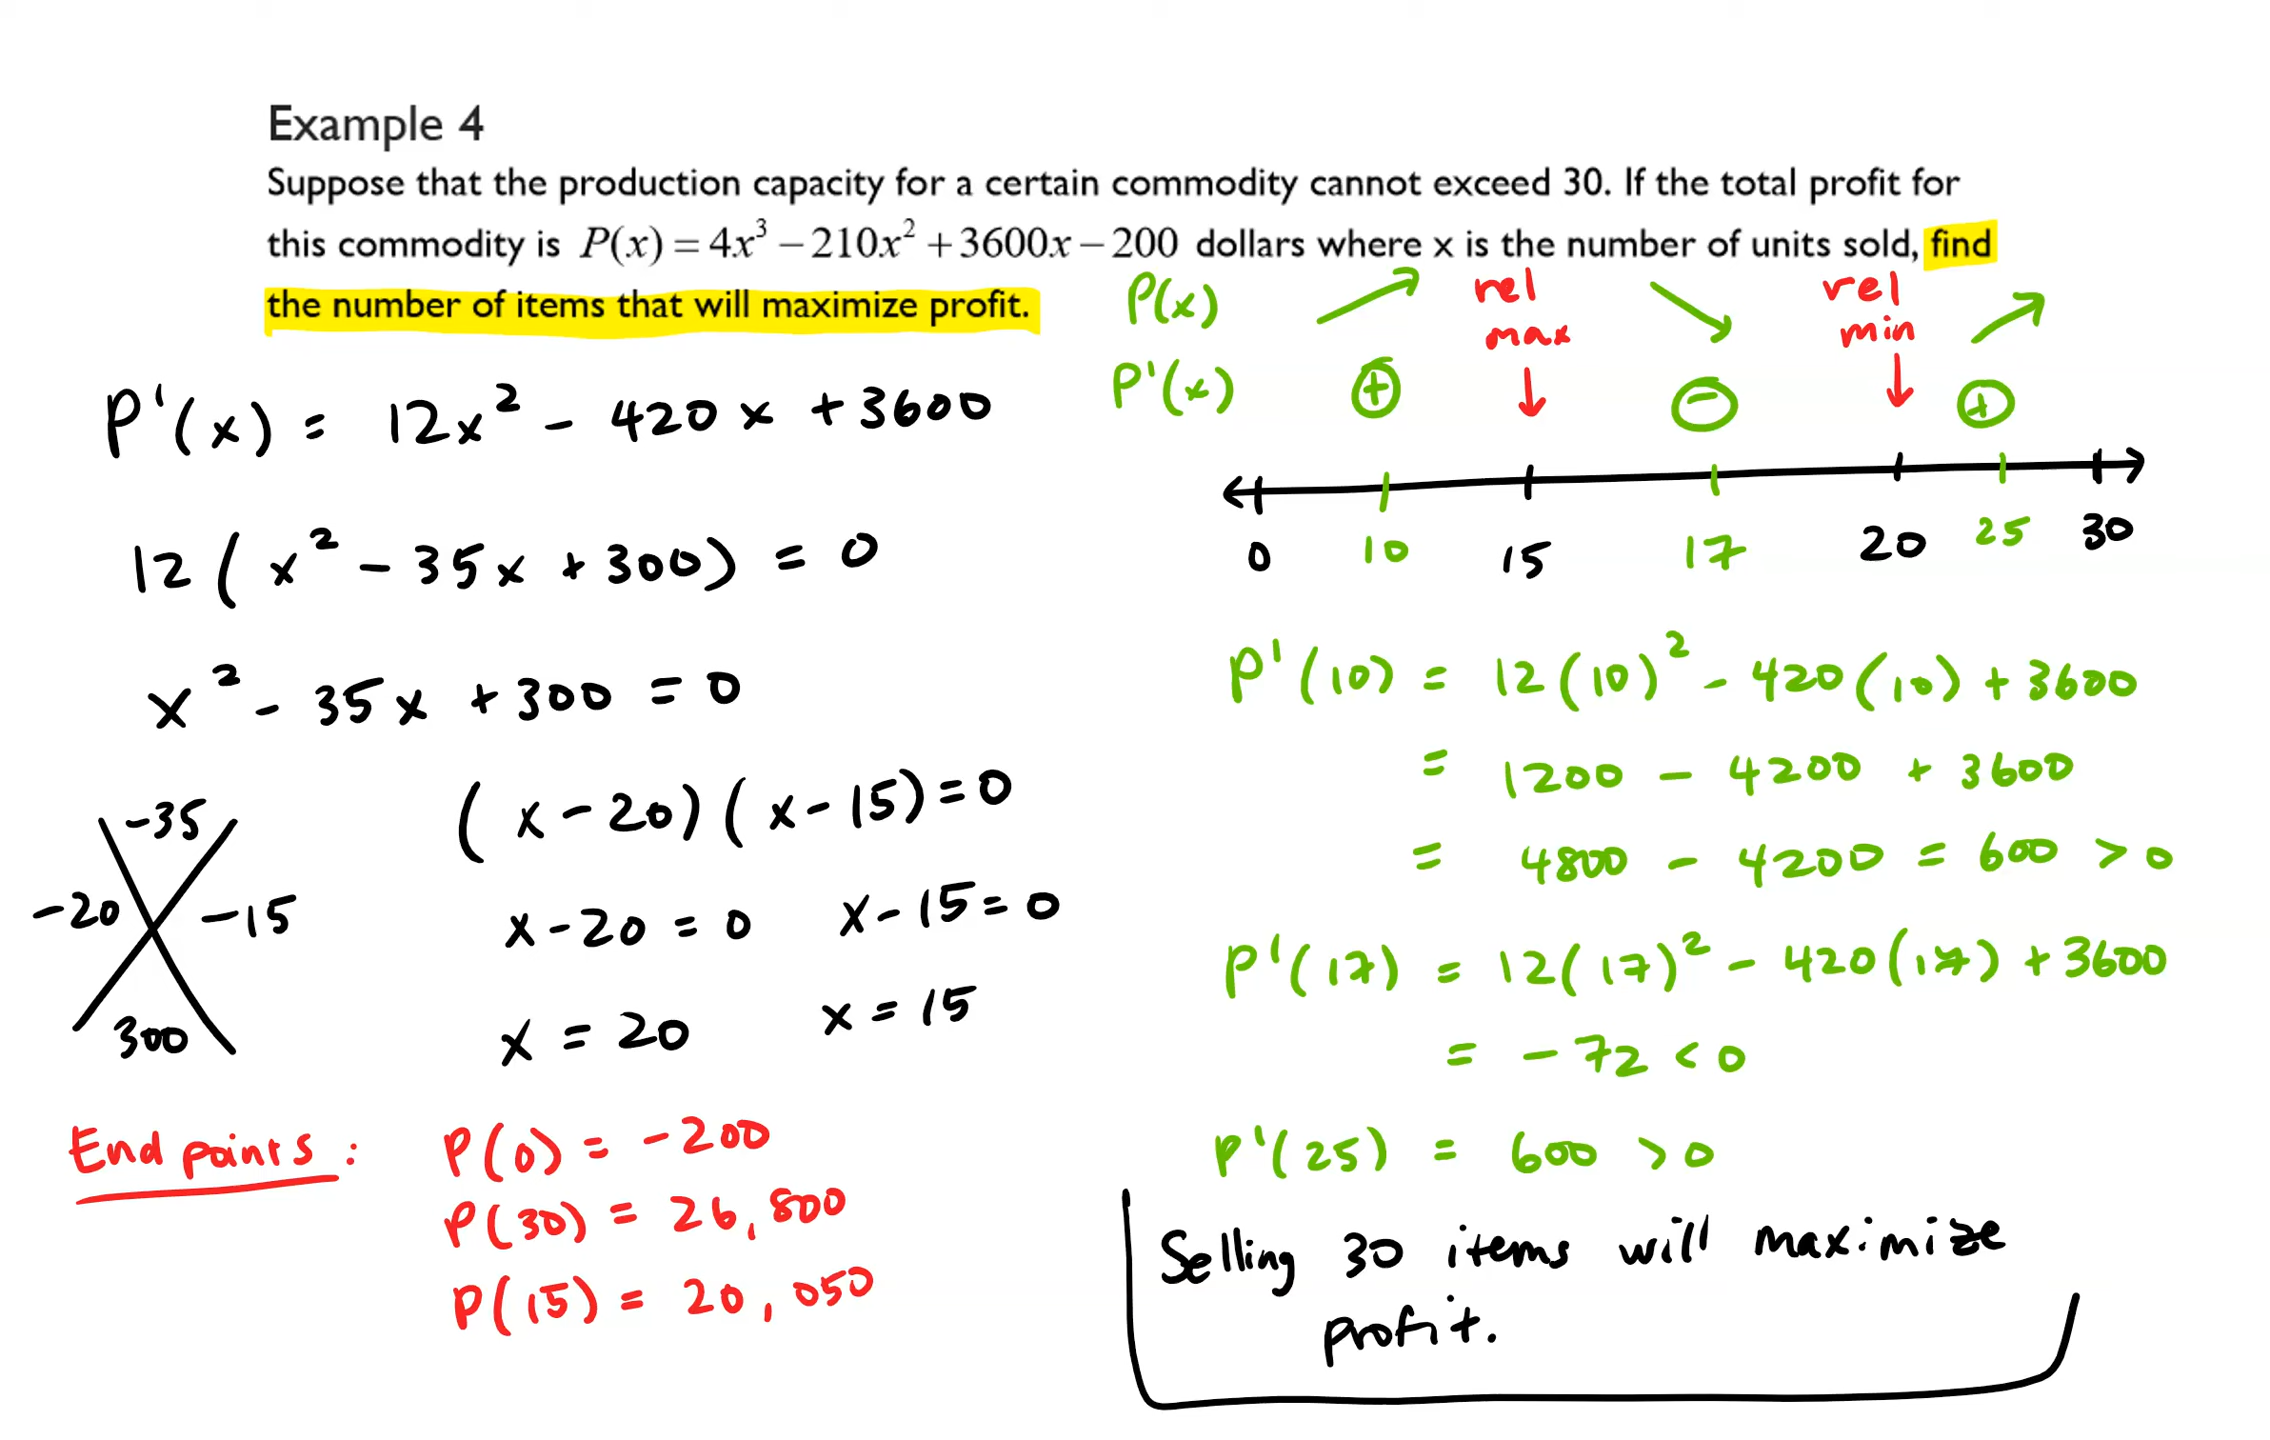 Example 4
Suppose that the production capacity for a certain commodity cannot exceed 30. If the total profit for
this commodity is P(x) = 4x³ − 210x² + 3600x − 200 dollars where x is the number of units sold, find
the number of items that will maximize profit.
P'(x) = 12x² - 420x + 3600
12(x² - 35x + 300) = 0
x² - 35x + 300 = 0
-35
-20 -15
300
(x-20)(x-15)=0
x-20=0 x-15=0
x = 20 x = 15
End points: P(0) = -200
P(30) = 26,800
P(15) = 20,050
P(x) rel max rel min
P'(x) + - +
0 10 15 17 20 25 30
P'(10) = 12(10)² - 420(10) + 3600
= 1200 - 4200 + 3600
= 4800 - 4200 = 600 > 0
P'(17) = 12(17)² - 420(17) + 3600
= -72 < 0
P'(25) = 600 > 0
Selling 30 items will maximize
profit.